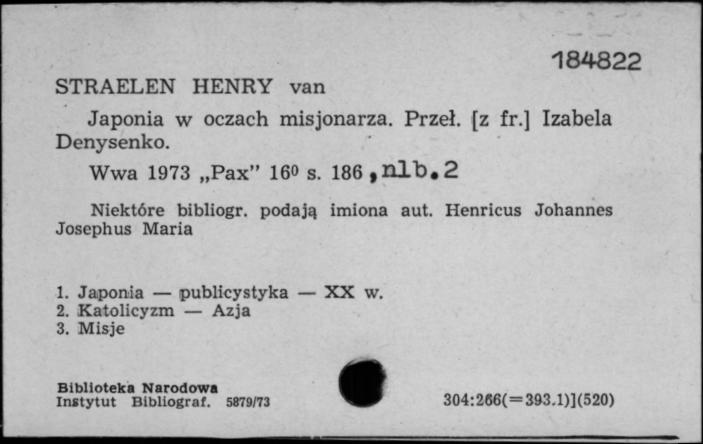 184822
STRAELEN HENRY van
Japonia w oczach misjonarza. Przeł. [z fr.] Izabela
Denysenko.
Wwa 1973 „Pax” 16⁰ s. 186, nlb. 2
Niektóre bibliogr. podają imiona aut. Henricus Johannes
Josephus Maria
1. Japonia — publicystyka — XX w.
2. Katolicyzm — Azja
3. Misje
Biblioteka Narodowa
Instytut Bibliograf. 5879/73
304:266(=393.1)](520)